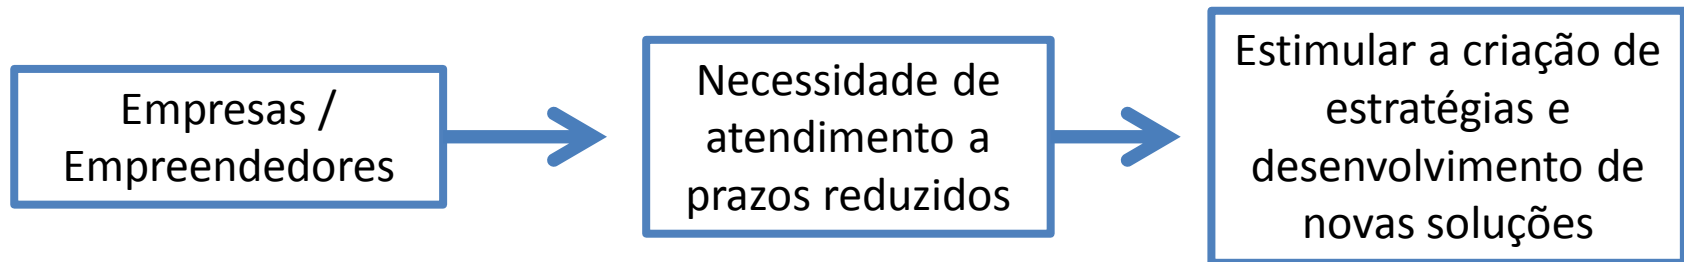 Empresas /
Empreendedores
Necessidade de
atendimento a
prazos reduzidos
Estimular a criação de
estratégias e
desenvolvimento de
novas soluções